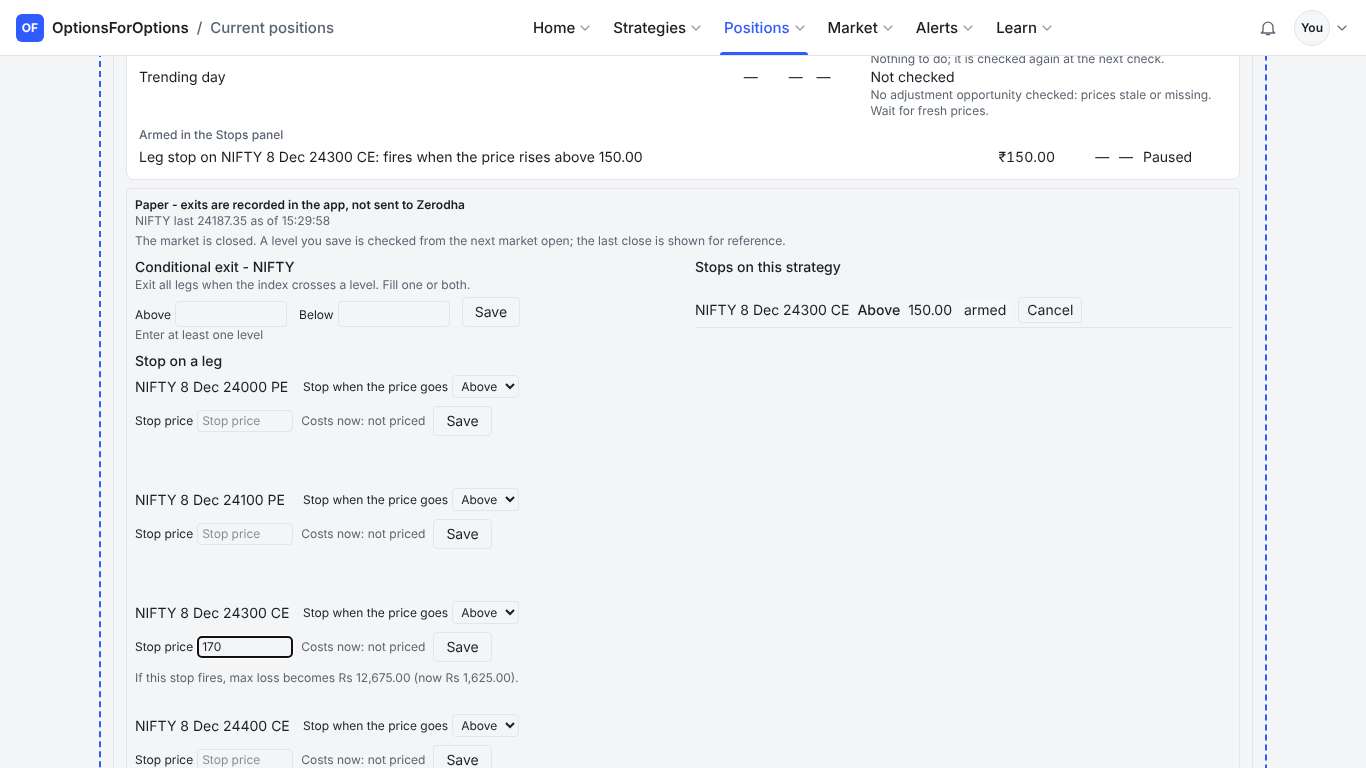 OF OptionsForOptions / Current positions Home Strategies Positions Market Alerts Learn You
Nothing to do; it is checked again at the next check.
Trending day — — — Not checked
No adjustment opportunity checked: prices stale or missing.
Wait for fresh prices.
Armed in the Stops panel
Leg stop on NIFTY 8 Dec 24300 CE: fires when the price rises above 150.00 ₹150.00 — — Paused
Paper - exits are recorded in the app, not sent to Zerodha
NIFTY last 24187.35 as of 15:29:58
The market is closed. A level you save is checked from the next market open; the last close is shown for reference.
Conditional exit - NIFTY
Exit all legs when the index crosses a level. Fill one or both.
Above Below Save
Enter at least one level
Stops on this strategy
NIFTY 8 Dec 24300 CE Above 150.00 armed Cancel
Stop on a leg
NIFTY 8 Dec 24000 PE Stop when the price goes Above
Stop price Stop price Costs now: not priced Save
NIFTY 8 Dec 24100 PE Stop when the price goes Above
Stop price Stop price Costs now: not priced Save
NIFTY 8 Dec 24300 CE Stop when the price goes Above
Stop price 170 Costs now: not priced Save
If this stop fires, max loss becomes Rs 12,675.00 (now Rs 1,625.00).
NIFTY 8 Dec 24400 CE Stop when the price goes Above
Stop price Stop price Costs now: not priced Save